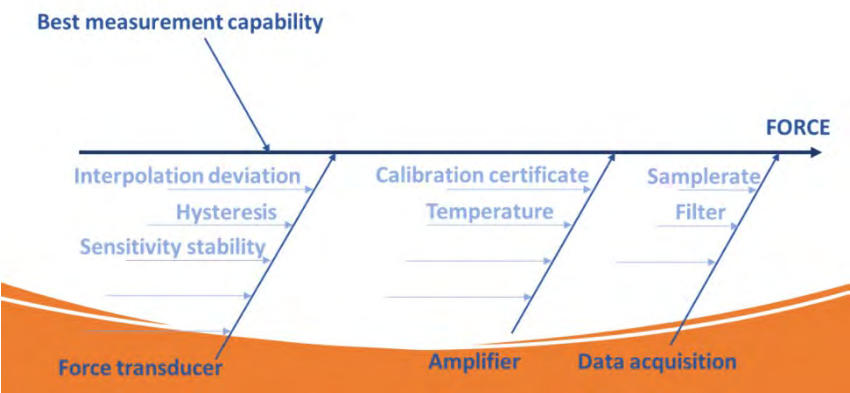 Best measurement capability
FORCE
Interpolation deviation
Hysteresis
Sensitivity stability
Calibration certificate
Temperature
Samplerate
Filter
Force transducer
Amplifier
Data acquisition